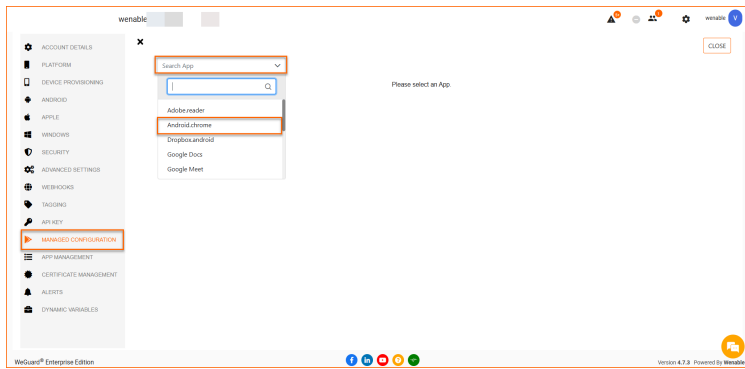 wenable
wenable
V
ACCOUNT DETAILS
PLATFORM
DEVICE PROVISIONING
ANDROID
APPLE
WINDOWS
SECURITY
ADVANCED SETTINGS
WEBHOOKS
TAGGING
API KEY
MANAGED CONFIGURATION
APP MANAGEMENT
CERTIFICATE MANAGEMENT
ALERTS
DYNAMIC VARIABLES
CLOSE
Search App
Please select an App.
Adobe.reader
Android.chrome
Dropbox.android
Google Docs
Google Meet
WeGuard® Enterprise Edition
Version 4.7.3 Powered By Wenable